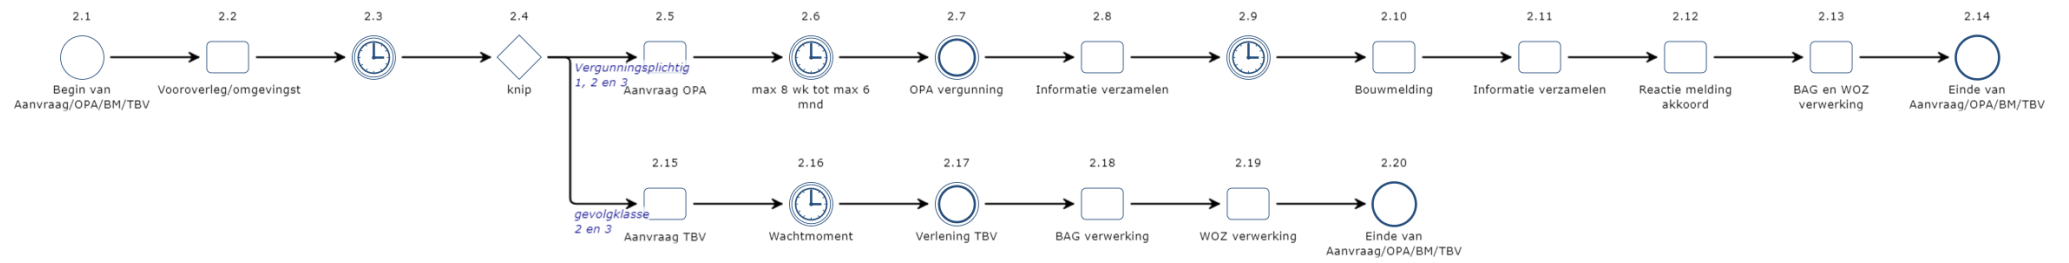 2.1
2.2
2.3
2.4
2.5
2.6
2.7
2.8
2.9
2.10
2.11
2.12
2.13
2.14
Begin van
Aanvraag/OPA/BM/TBV
Vooroverleg/omgevingst
knip
Vergunningsplichtig
1, 2 en 3
Aanvraag OPA
max 8 wk tot max 6
mnd
OPA vergunning
Informatie verzamelen
Bouwmelding
Informatie verzamelen
Reactie melding
akkoord
BAG en WOZ
verwerking
Einde van
Aanvraag/OPA/BM/TBV
2.15
2.16
2.17
2.18
2.19
2.20
gevolgklasse
2 en 3
Aanvraag TBV
Wachtmoment
Verlening TBV
BAG verwerking
WOZ verwerking
Einde van
Aanvraag/OPA/BM/TBV